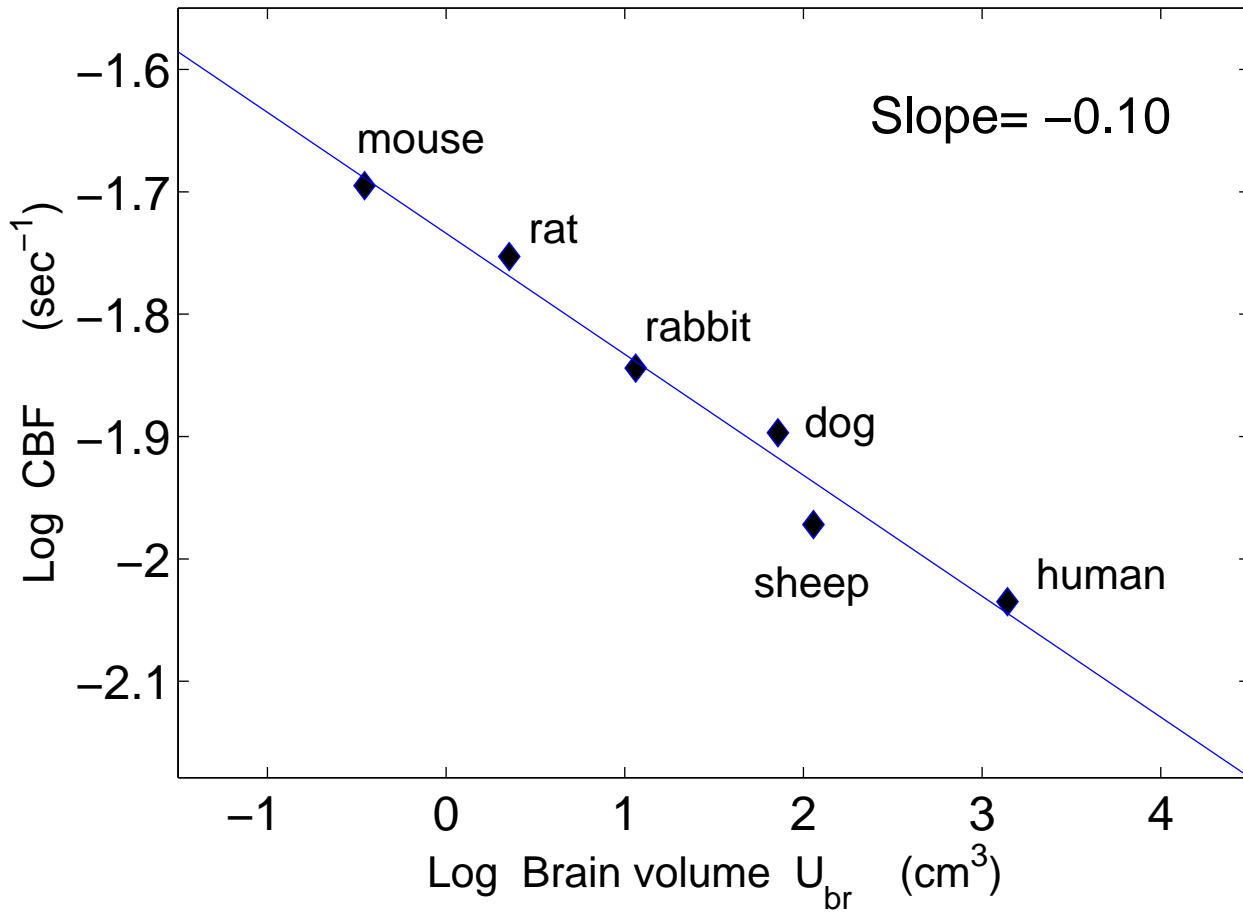 Slope= −0.10
mouse
rat
rabbit
dog
sheep
human
−1.6
−1.7
−1.8
−1.9
−2
−2.1
Log CBF (sec⁻¹)
−1 0 1 2 3 4
Log Brain volume U_br (cm³)